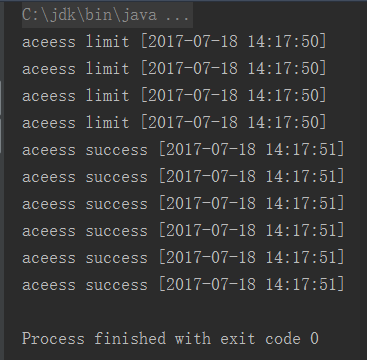 C:\jdk\bin\java ...
aceess limit [2017-07-18 14:17:50]
aceess limit [2017-07-18 14:17:50]
aceess limit [2017-07-18 14:17:50]
aceess limit [2017-07-18 14:17:50]
aceess success [2017-07-18 14:17:51]
aceess success [2017-07-18 14:17:51]
aceess success [2017-07-18 14:17:51]
aceess success [2017-07-18 14:17:51]
aceess success [2017-07-18 14:17:51]
aceess success [2017-07-18 14:17:51]
Process finished with exit code 0